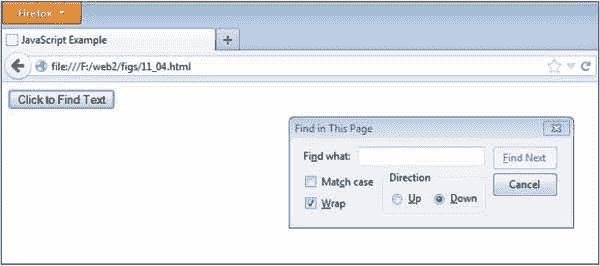 Firefox
JavaScript Example
file:///F:/web2/figs/11_04.html
Click to Find Text
Find in This Page
Find what:
Find Next
Match case
Direction
Cancel
Wrap
Up
Down